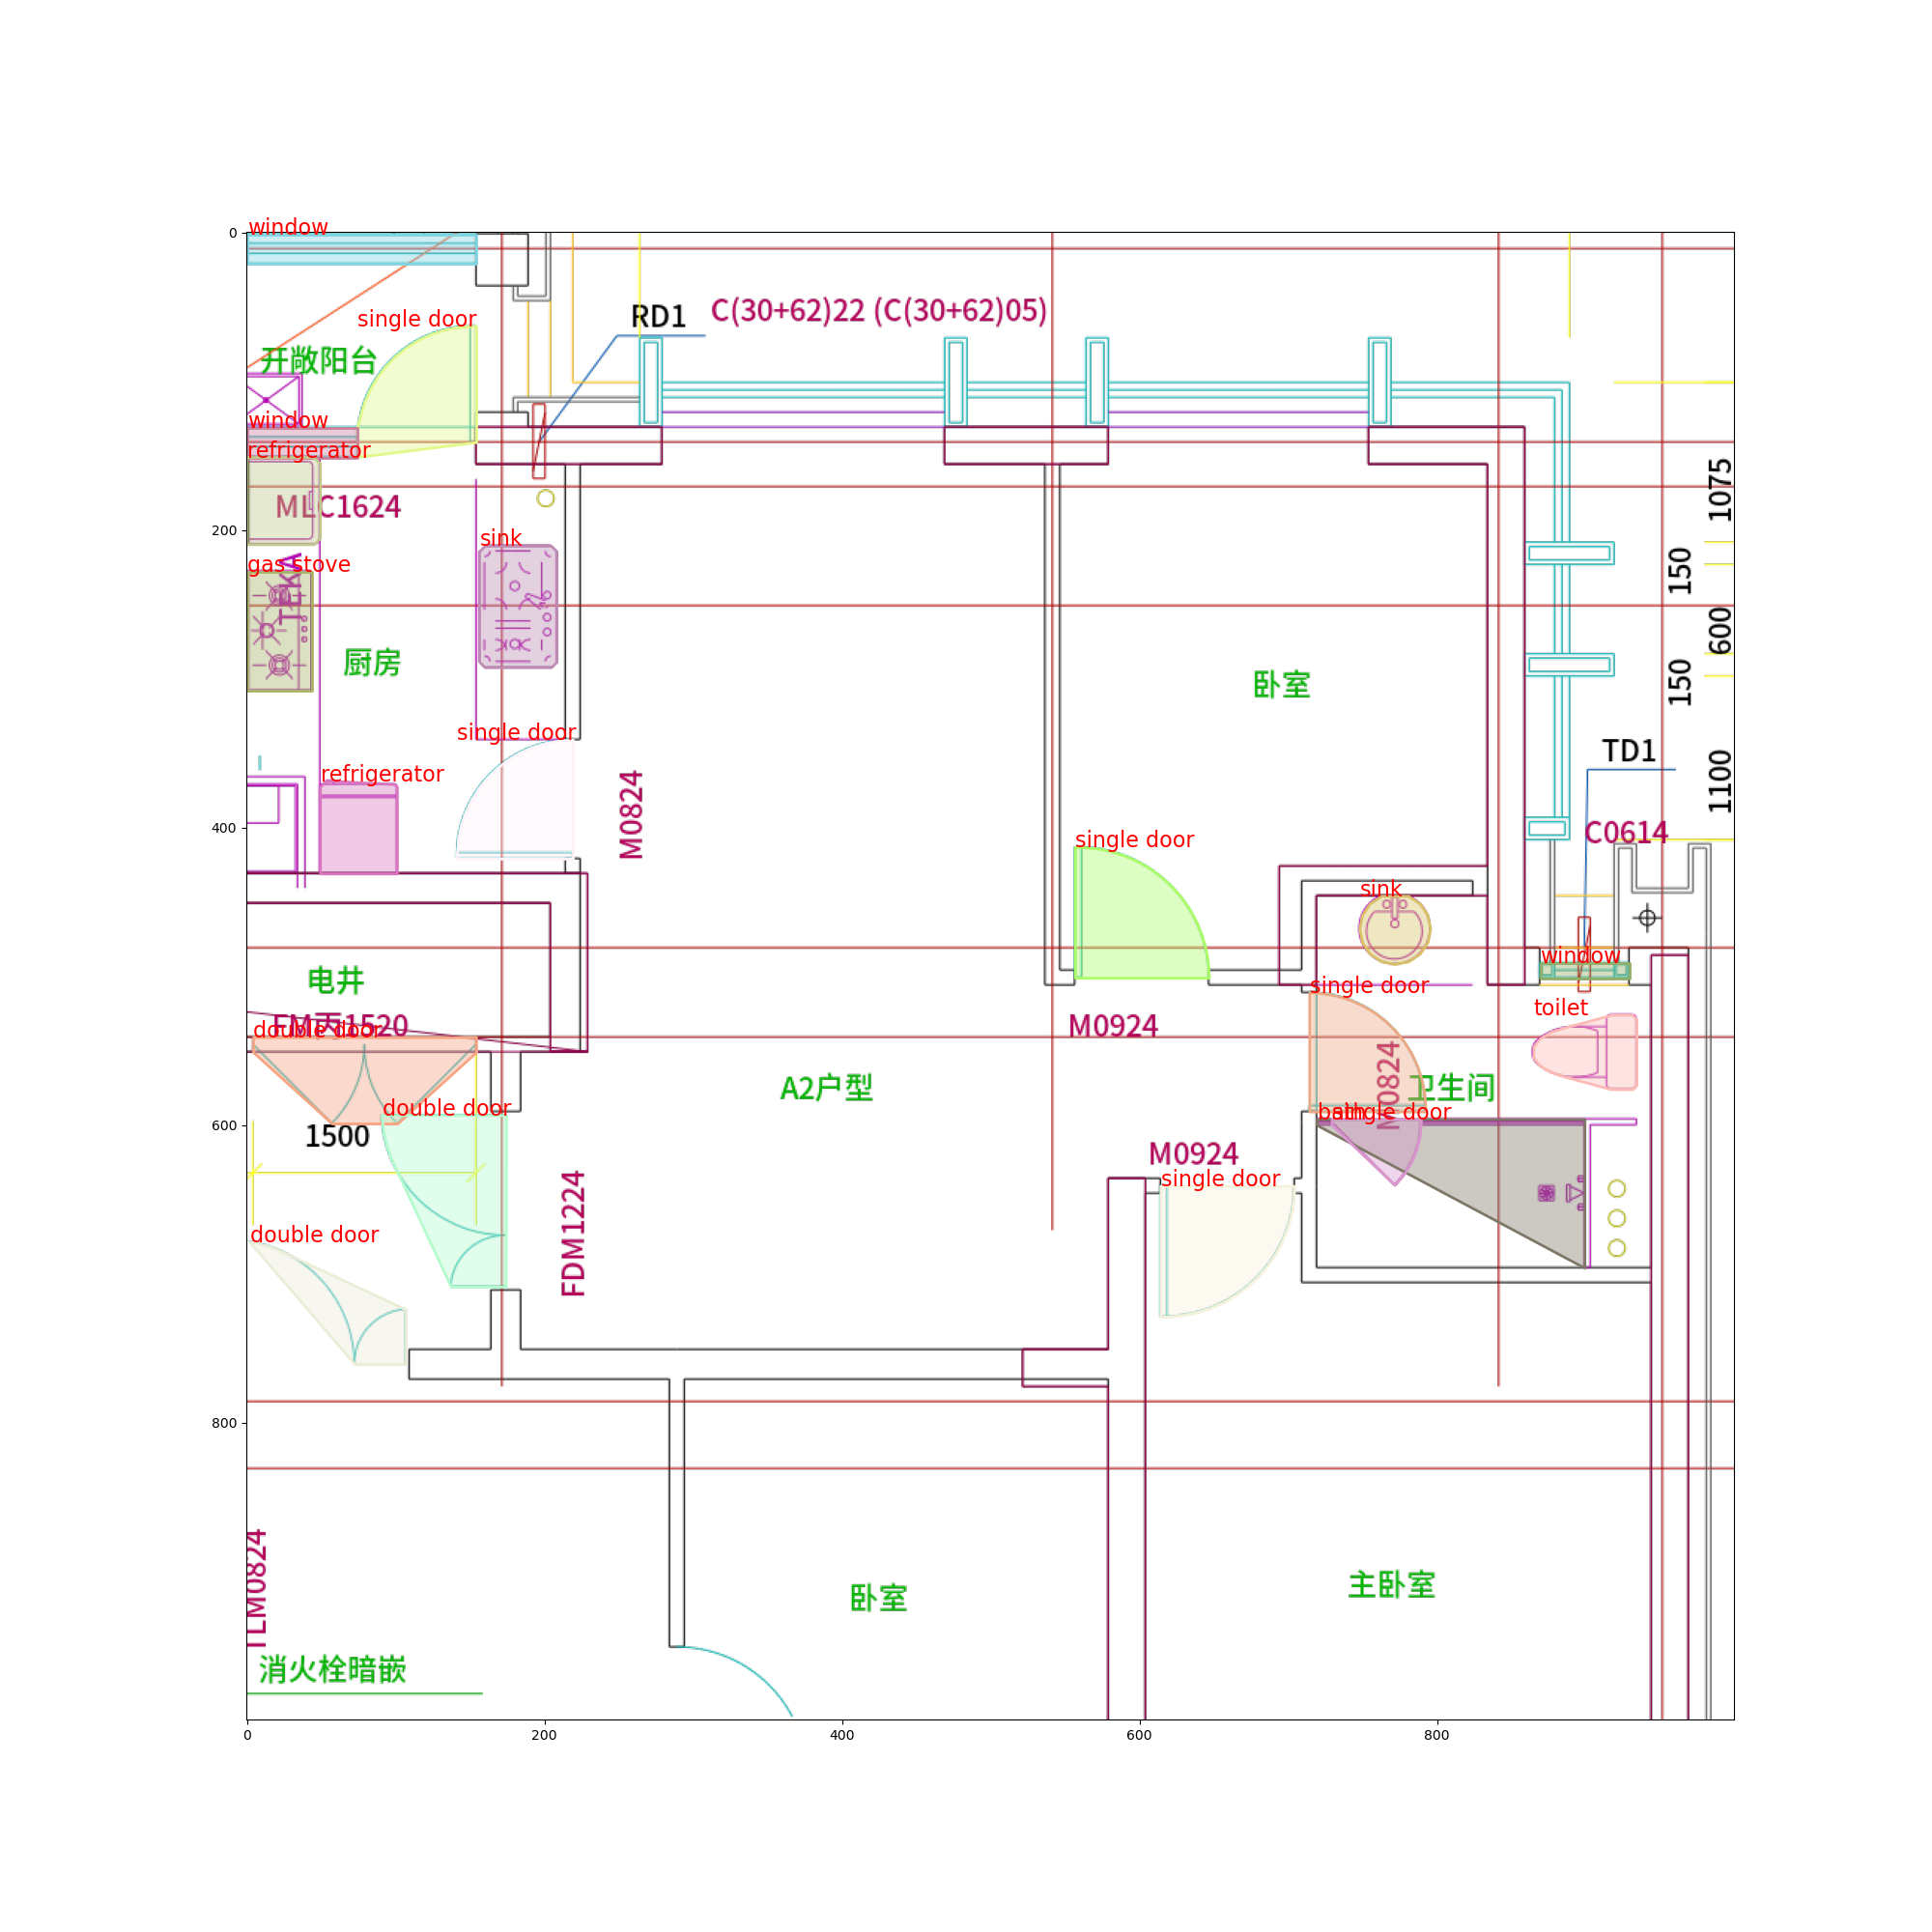 0
window
single door
RD1
C(30+62)22 (C(30+62)05)
开敞阳台
window
refrigerator
MLC1624
1075
200
sink
150
gas stove
TEKA
600
厨房
卧室
150
single door
TD1
refrigerator
M0824
1100
400
single door
C0614
sink
window
电井
single door
toilet
FM丙1520
double door
M0924
M0824
A2户型
卫生间
double door
bath
single door
600
1500
M0924
single door
FDM1224
double door
800
TLM0824
卧室
主卧室
消火栓暗嵌
0
200
400
600
800